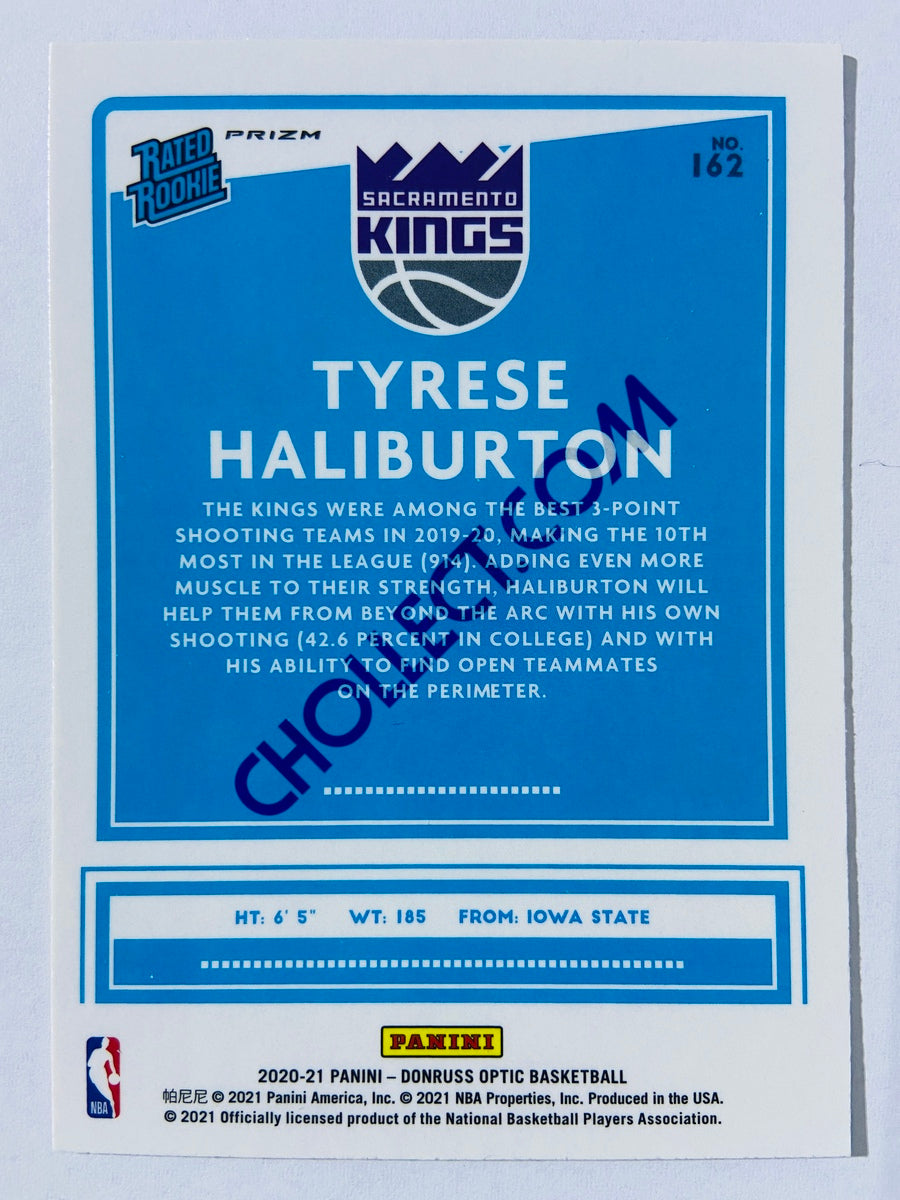 RATED
ROOKIE
PRIZM
NO.
162
SACRAMENTO
KINGS
TYRESE
HALIBURTON
THE KINGS WERE AMONG THE BEST 3-POINT
SHOOTING TEAMS IN 2019-20, MAKING THE 10TH
MOST IN THE LEAGUE (914). ADDING EVEN MORE
MUSCLE TO THEIR STRENGTH, HALIBURTON WILL
HELP THEM FROM BEYOND THE ARC WITH HIS OWN
SHOOTING (42.6 PERCENT IN COLLEGE) AND WITH
HIS ABILITY TO FIND OPEN TEAMMATES
ON THE PERIMETER.
CHOLLECT.COM
HT: 6' 5" WT: 185 FROM: IOWA STATE
PANINI
NBA
2020-21 PANINI – DONRUSS OPTIC BASKETBALL
帕尼尼 © 2021 Panini America, Inc. © 2021 NBA Properties, Inc. Produced in the USA.
© 2021 Officially licensed product of the National Basketball Players Association.